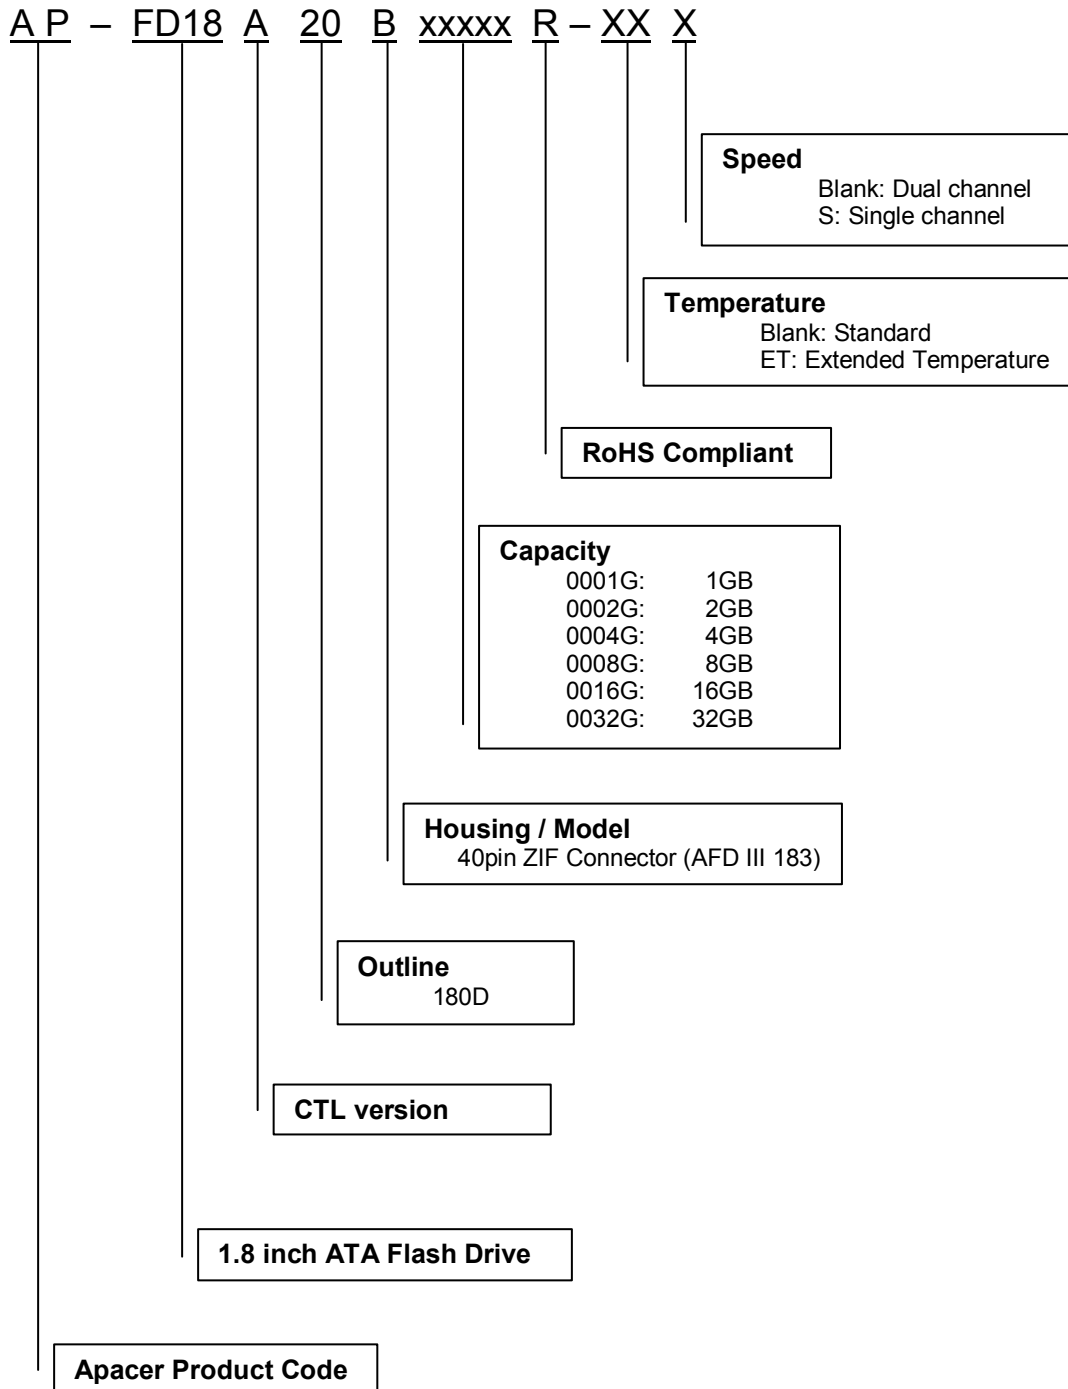 A P – FD18 A 20 B xxxxx R – XX X
Speed
Blank: Dual channel
S: Single channel
Temperature
Blank: Standard
ET: Extended Temperature
RoHS Compliant
Capacity
0001G: 1GB
0002G: 2GB
0004G: 4GB
0008G: 8GB
0016G: 16GB
0032G: 32GB
Housing / Model
40pin ZIF Connector (AFD III 183)
Outline
180D
CTL version
1.8 inch ATA Flash Drive
Apacer Product Code